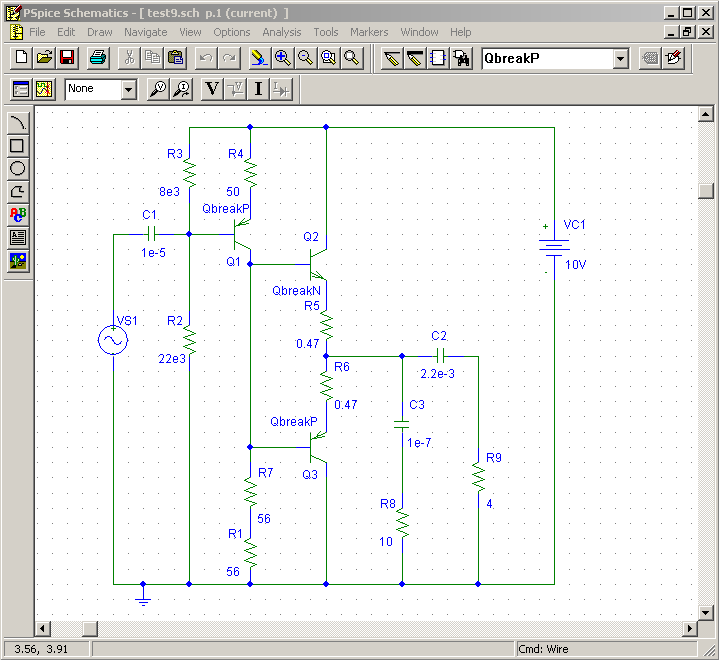 PSpice Schematics - [ test9.sch p.1 (current) ]
File Edit Draw Navigate View Options Analysis Tools Markers Window Help
QbreakP
None
V
V
I
I
ABC
R3
R4
8e3
50
QbreakP
C1
1e-5
Q1
Q2
VC1
+
10V
-
QbreakN
R5
VS1
+
R2
22e3
0.47
C2
2.2e-3
R6
0.47
C3
QbreakP
1e-7
Q3
R7
R9
56
R8
4
R1
10
56
3.56, 3.91
Cmd: Wire